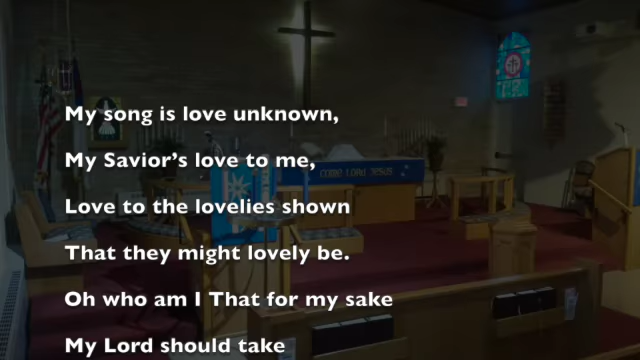 My song is love unknown,
My Savior's love to me,
Love to the lovelies shown
That they might lovely be.
Oh who am I That for my sake
My Lord should take
COME LORD JESUS